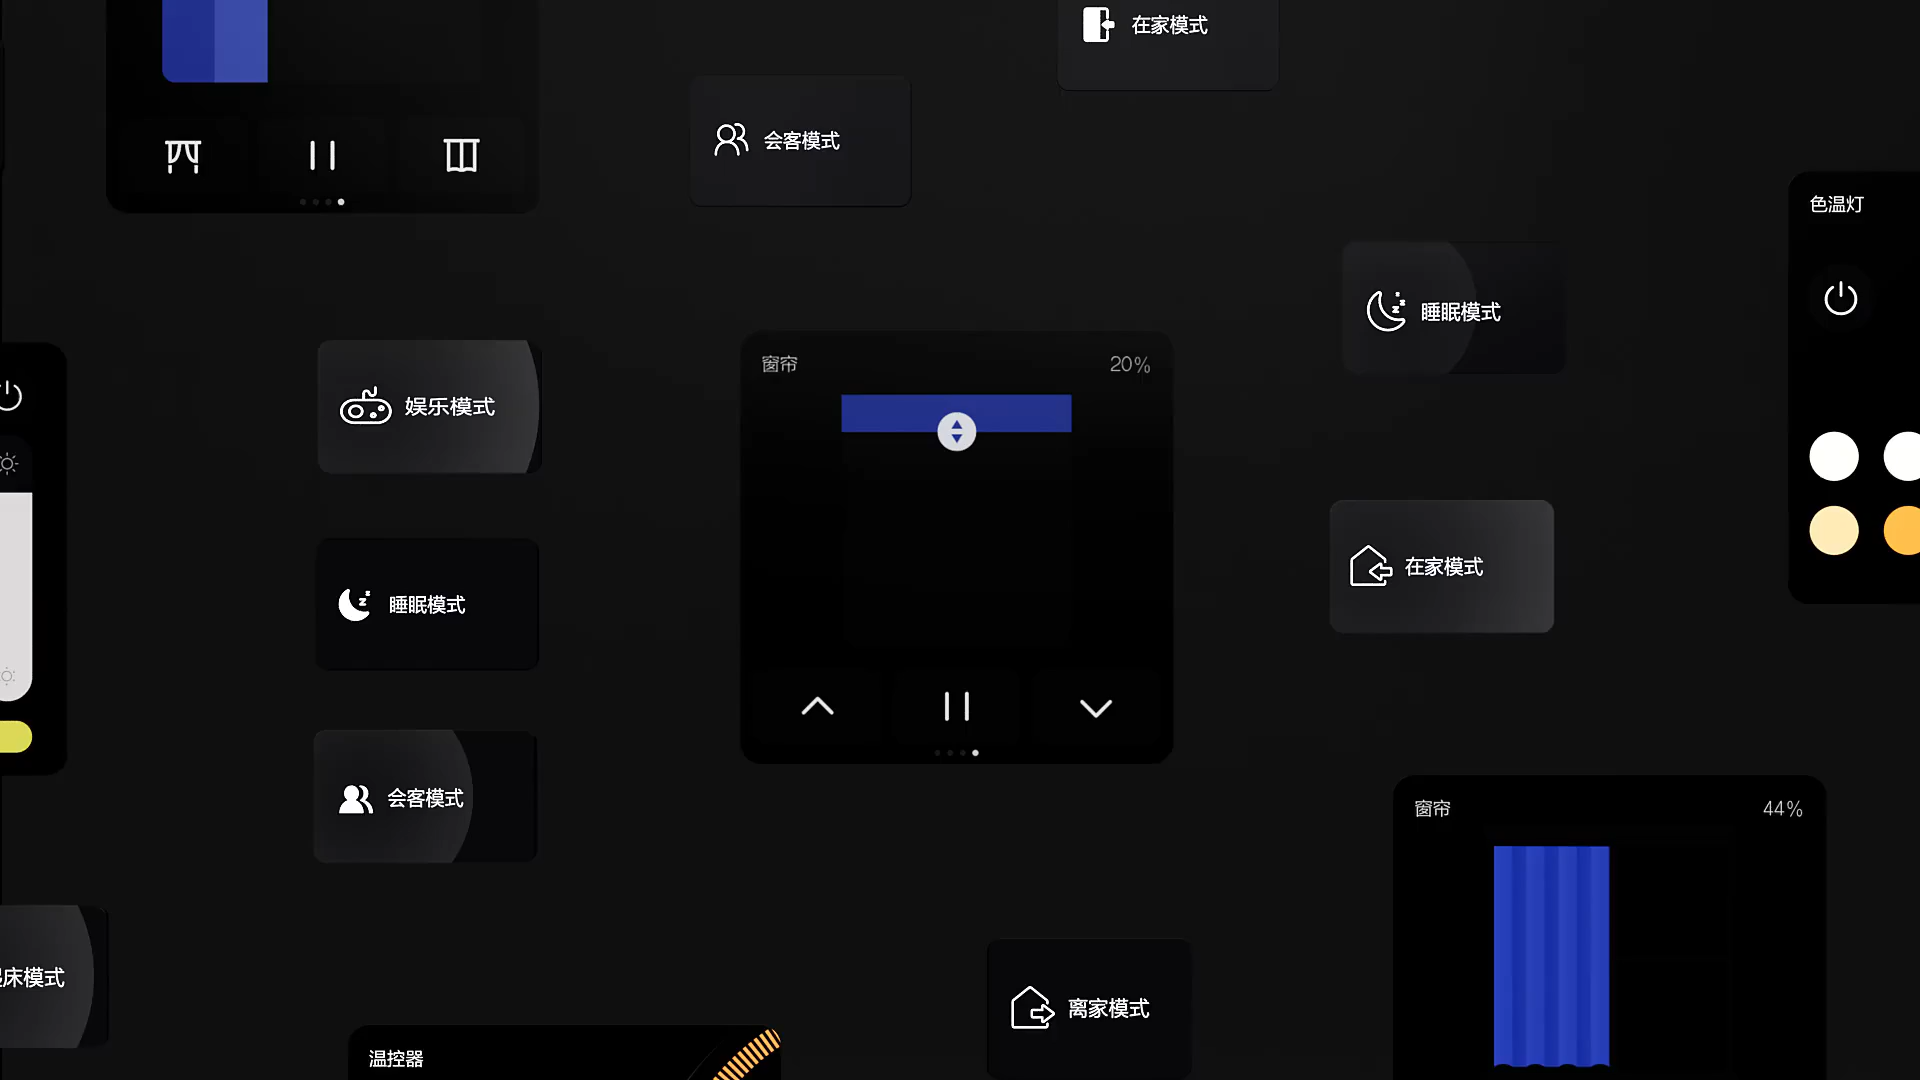 在家模式
会客模式
色温灯
睡眠模式
窗帘
20%
娱乐模式
在家模式
睡眠模式
会客模式
窗帘
44%
床模式
离家模式
温控器